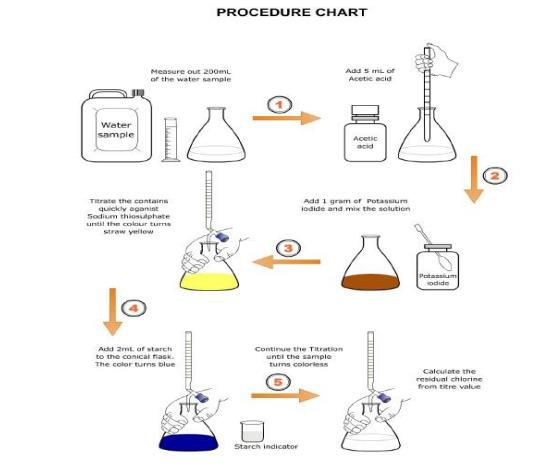 PROCEDURE CHART
Measure out 200mL
of the water sample
Water
sample
1
Add 5 mL of
Acetic acid
Acetic
acid
2
Add 1 gram of Potassium
iodide and mix the solution
Potassium
iodide
3
Titrate the contains
quickly aganist
Sodium thiosulphate
until the colour turns
straw yellow
4
Add 2mL of starch
to the conical flask.
The color turns blue
Starch indicator
5
Continue the Titration
until the sample
turns colorless
Calculate the
residual chlorine
from titre value